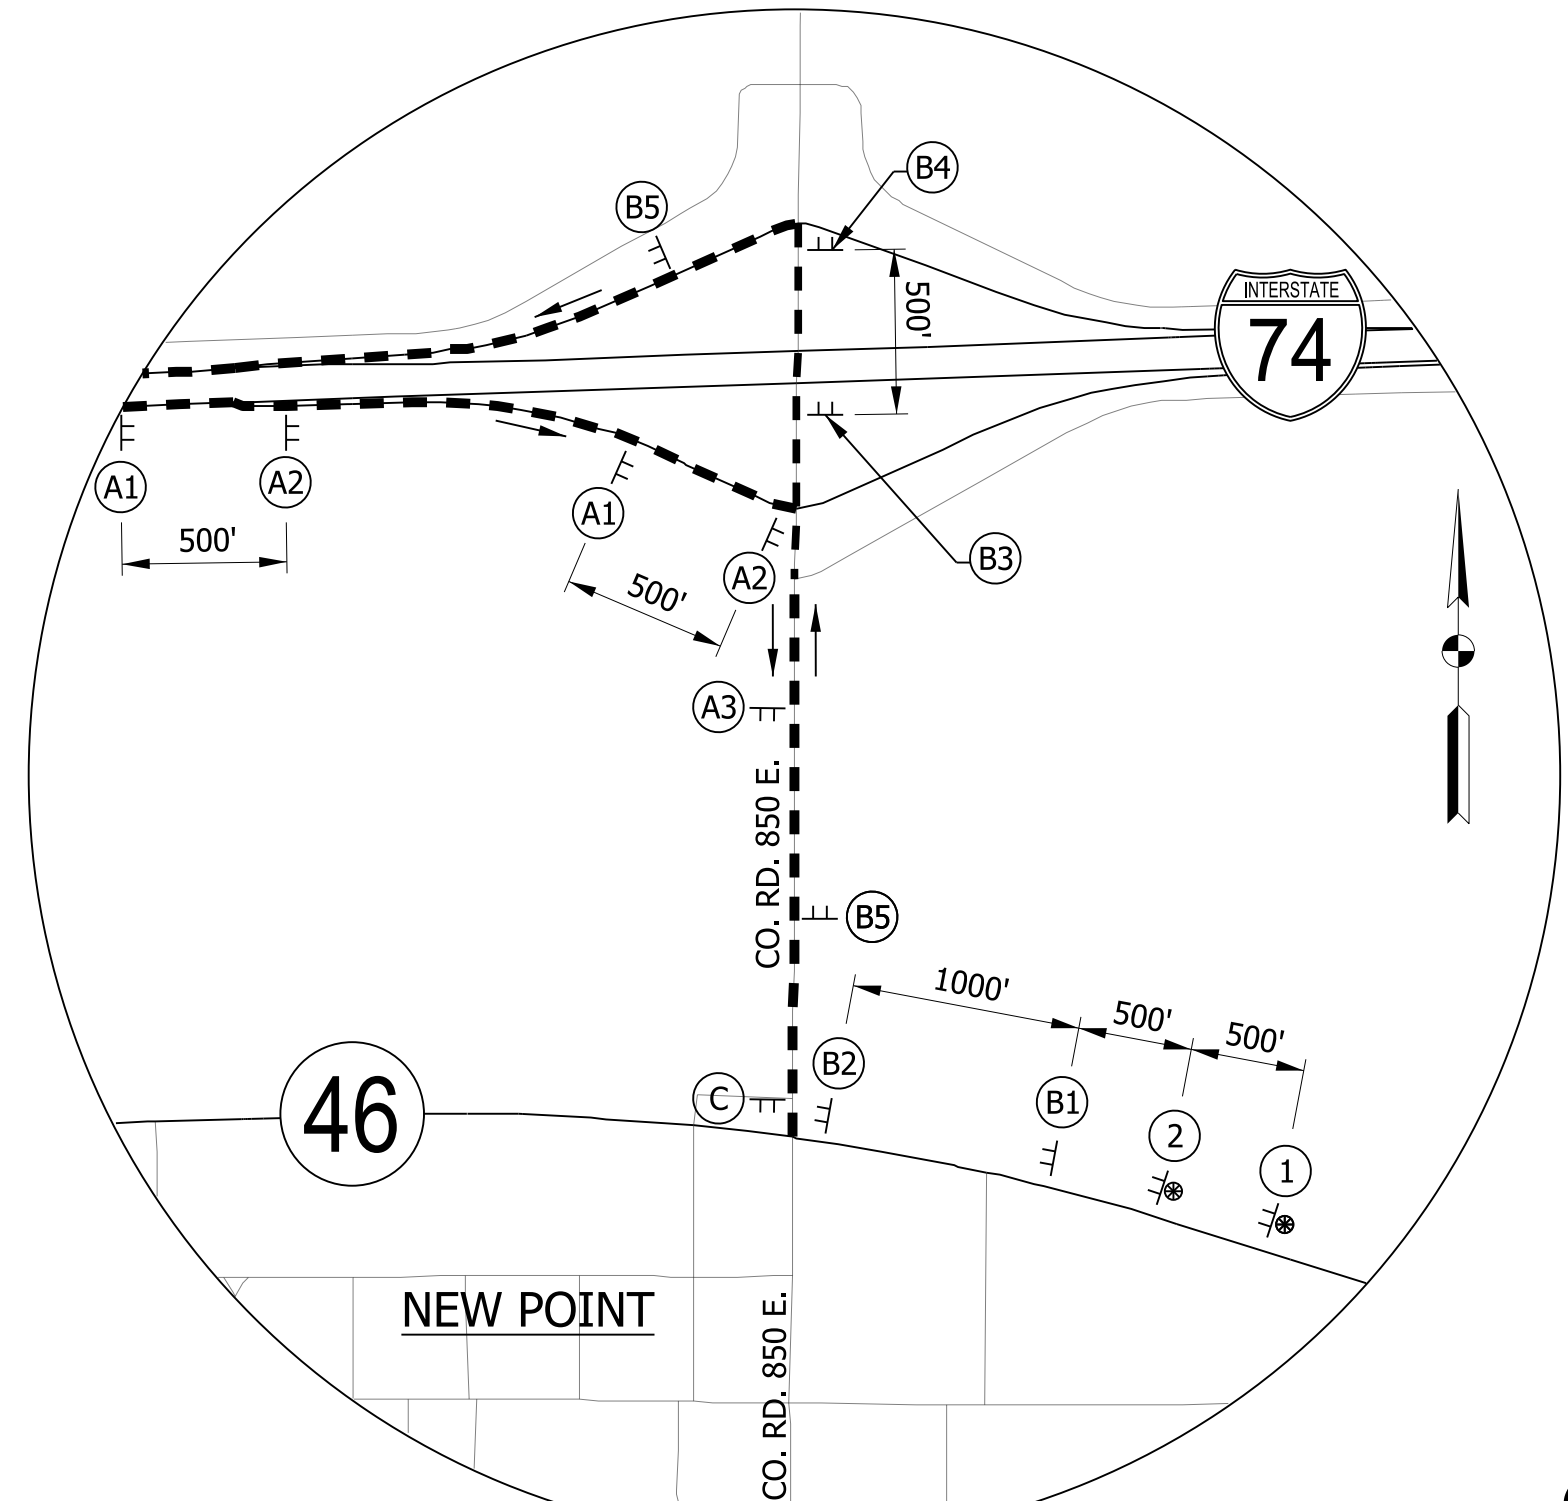 B4
B5
INTERSTATE
74
500'
A1
A2
A1
500'
B3
A2
500'
A3
CO. RD. 850 E.
B5
1000'
500'
500'
B2
C
B1
46
2
1
NEW POINT
CO. RD. 850 E.